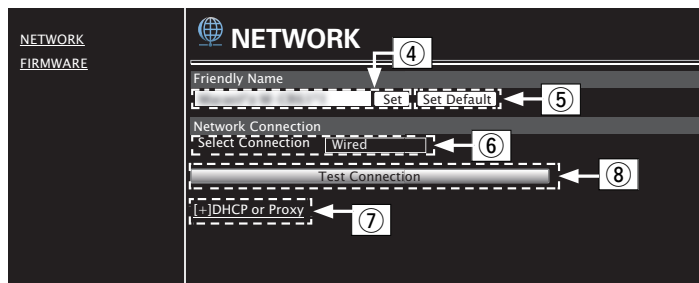 NETWORK
FIRMWARE
NETWORK
④
Friendly Name
Set Set Default ⑤
Network Connection
Select Connection Wired ⑥
Test Connection ⑧
[+]DHCP or Proxy ⑦